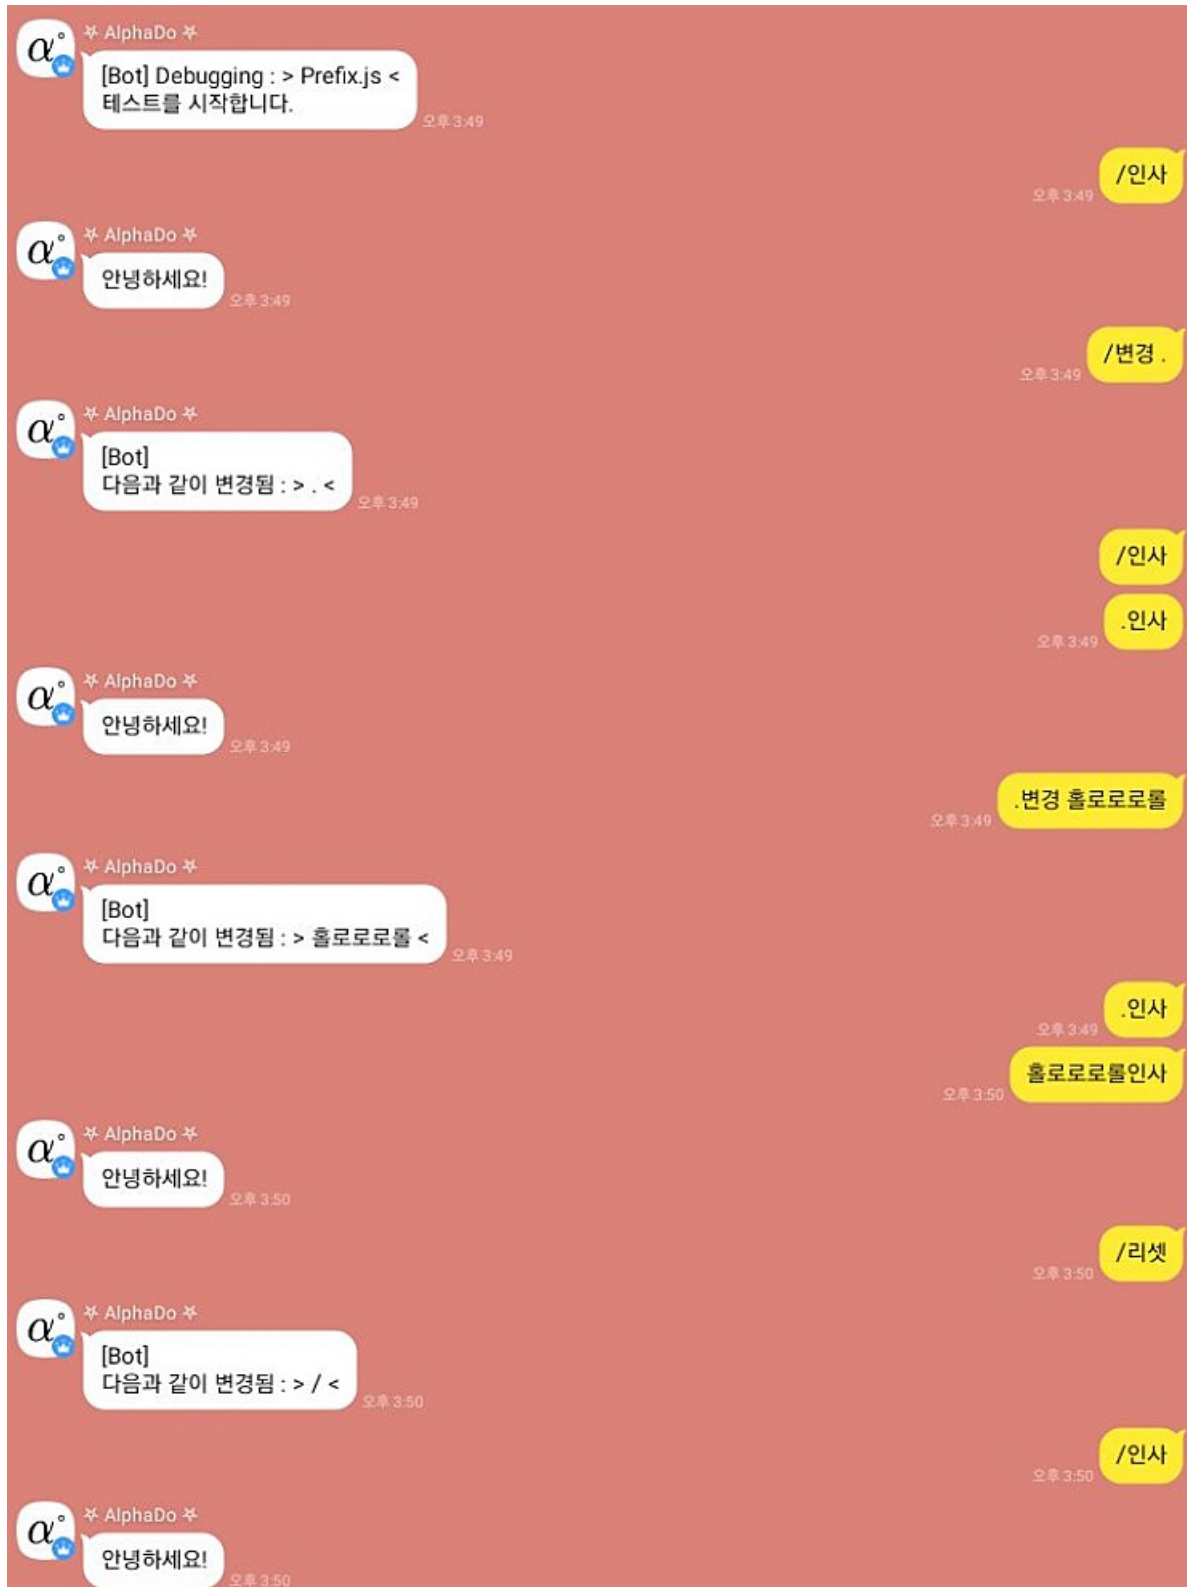 ⛧ AlphaDo ⛧
[Bot] Debugging : > Prefix.js <
테스트를 시작합니다.
오후 3:49
/인사
오후 3:49
⛧ AlphaDo ⛧
안녕하세요!
오후 3:49
/변경 .
오후 3:49
⛧ AlphaDo ⛧
[Bot]
다음과 같이 변경됨 : > . <
오후 3:49
/인사
.인사
오후 3:49
⛧ AlphaDo ⛧
안녕하세요!
오후 3:49
.변경 홀로로로롤
오후 3:49
⛧ AlphaDo ⛧
[Bot]
다음과 같이 변경됨 : > 홀로로로롤 <
오후 3:49
.인사
오후 3:49
홀로로로롤인사
오후 3:50
⛧ AlphaDo ⛧
안녕하세요!
오후 3:50
/리셋
오후 3:50
⛧ AlphaDo ⛧
[Bot]
다음과 같이 변경됨 : > / <
오후 3:50
/인사
오후 3:50
⛧ AlphaDo ⛧
안녕하세요!
오후 3:50